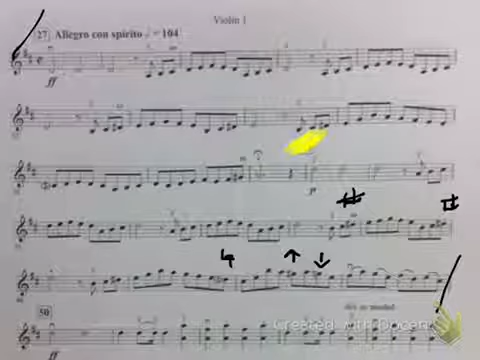 Violin 1
27 Allegro con spirito ♩ = 104
ff
p
50
ff
Created with Doceri